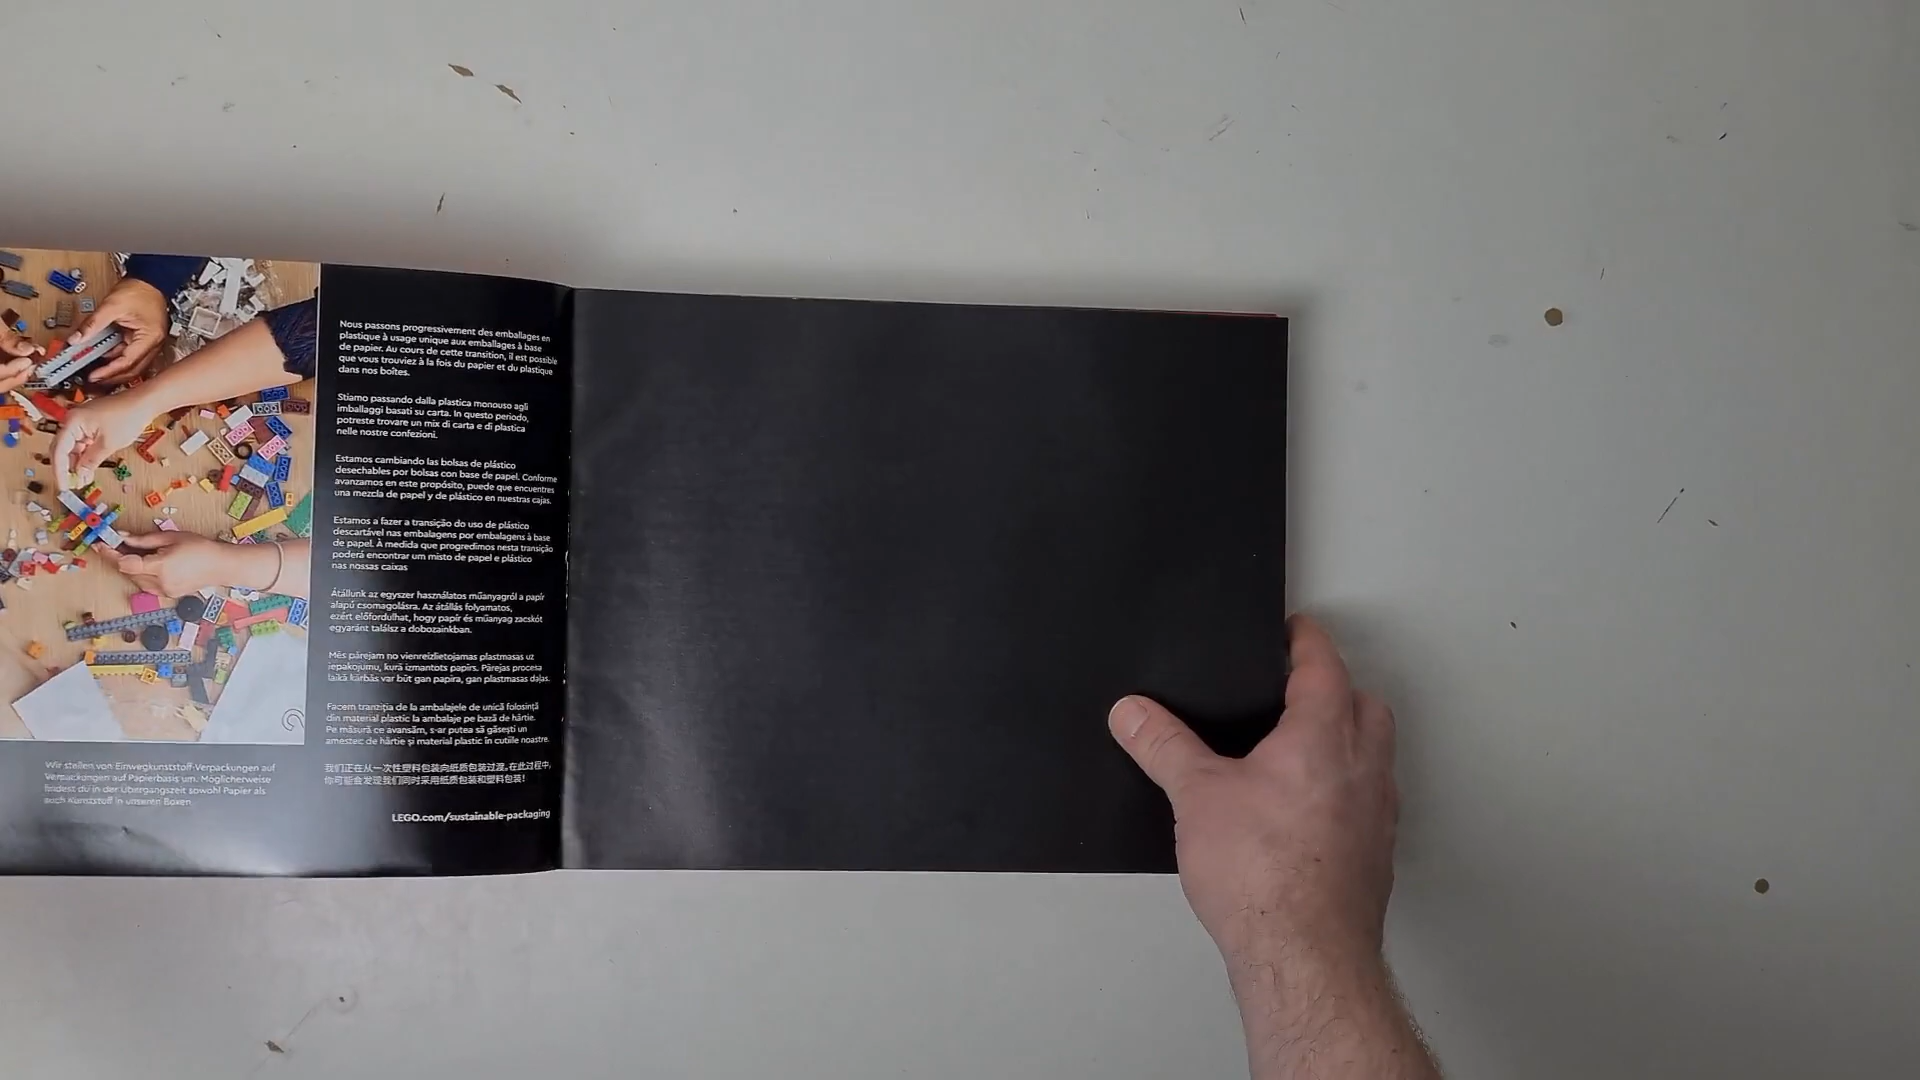 Wir stellen von Einwegkunststoff-Verpackungen auf
Verpackungen auf Papierbasis um. Möglicherweise
findest du in der Übergangszeit sowohl Papier als
auch Kunststoff in unseren Boxen.
Nous passons progressivement des emballages en
plastique à usage unique aux emballages à base
de papier. Au cours de cette transition, il est possible
que vous trouviez à la fois du papier et du plastique
dans nos boîtes.
Stiamo passando dalla plastica monouso agli
imballaggi basati su carta. In questo periodo,
potreste trovare un mix di carta e di plastica
nelle nostre confezioni.
Estamos cambiando las bolsas de plástico
desechables por bolsas con base de papel. Conforme
avanzamos en este propósito, puede que encuentres
una mezcla de papel y de plástico en nuestras cajas.
Estamos a fazer a transição do uso de plástico
descartável nas embalagens por embalagens à base
de papel. À medida que progredimos nesta transição
poderá encontrar um misto de papel e plástico
nas nossas caixas
Átállunk az egyszer használatos műanyagról a papír
alapú csomagolásra. Az átállás folyamatos,
ezért előfordulhat, hogy papír és műanyag zacskót
egyaránt találsz a dobozainkban.
Mēs pārejam no vienreizlietojamas plastmasas uz
iepakojumu, kurā izmantots papīrs. Pārejas procesa
laikā kārbās var būt gan papīra, gan plastmasas daļas.
Facem tranziția de la ambalajele de unică folosință
din material plastic la ambalaje pe bază de hârtie.
Pe măsură ce avansăm, s-ar putea să găsești un
amestec de hârtie și material plastic în cutiile noastre.
我们正在从一次性塑料包装向纸质包装过渡。在此过程中,
你可能会发现我们同时采用纸质包装和塑料包装!
LEGO.com/sustainable-packaging
2